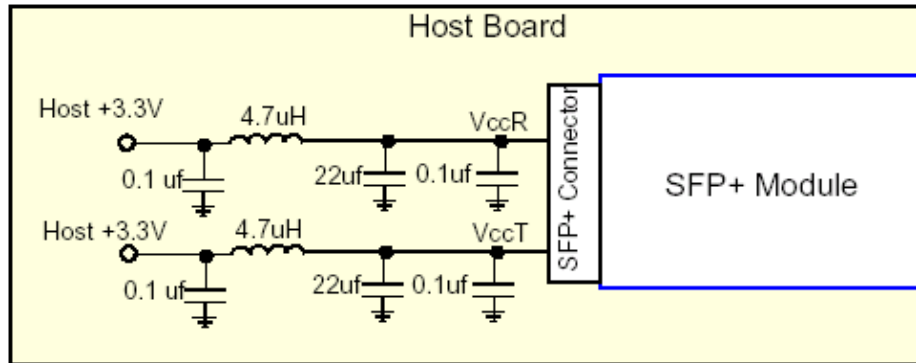 Host Board
Host +3.3V
4.7uH
VccR
0.1 uf
22uf
0.1uf
SFP+ Connector
SFP+ Module
Host +3.3V
4.7uH
VccT
0.1 uf
22uf
0.1uf